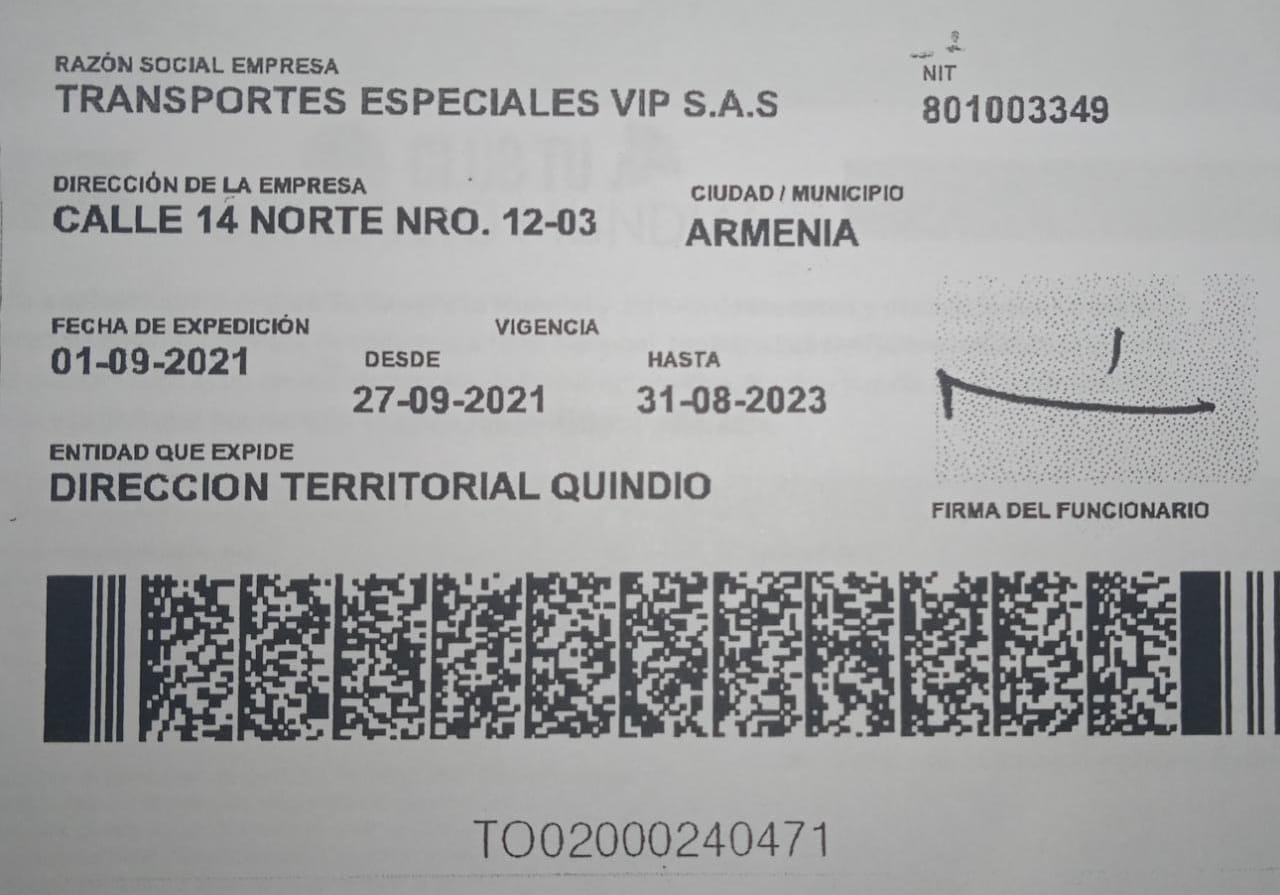 RAZÓN SOCIAL EMPRESA
TRANSPORTES ESPECIALES VIP S.A.S
NIT
801003349
DIRECCIÓN DE LA EMPRESA
CALLE 14 NORTE NRO. 12-03
CIUDAD / MUNICIPIO
ARMENIA
FECHA DE EXPEDICIÓN
01-09-2021
VIGENCIA
DESDE
27-09-2021
HASTA
31-08-2023
ENTIDAD QUE EXPIDE
DIRECCION TERRITORIAL QUINDIO
FIRMA DEL FUNCIONARIO
TO02000240471